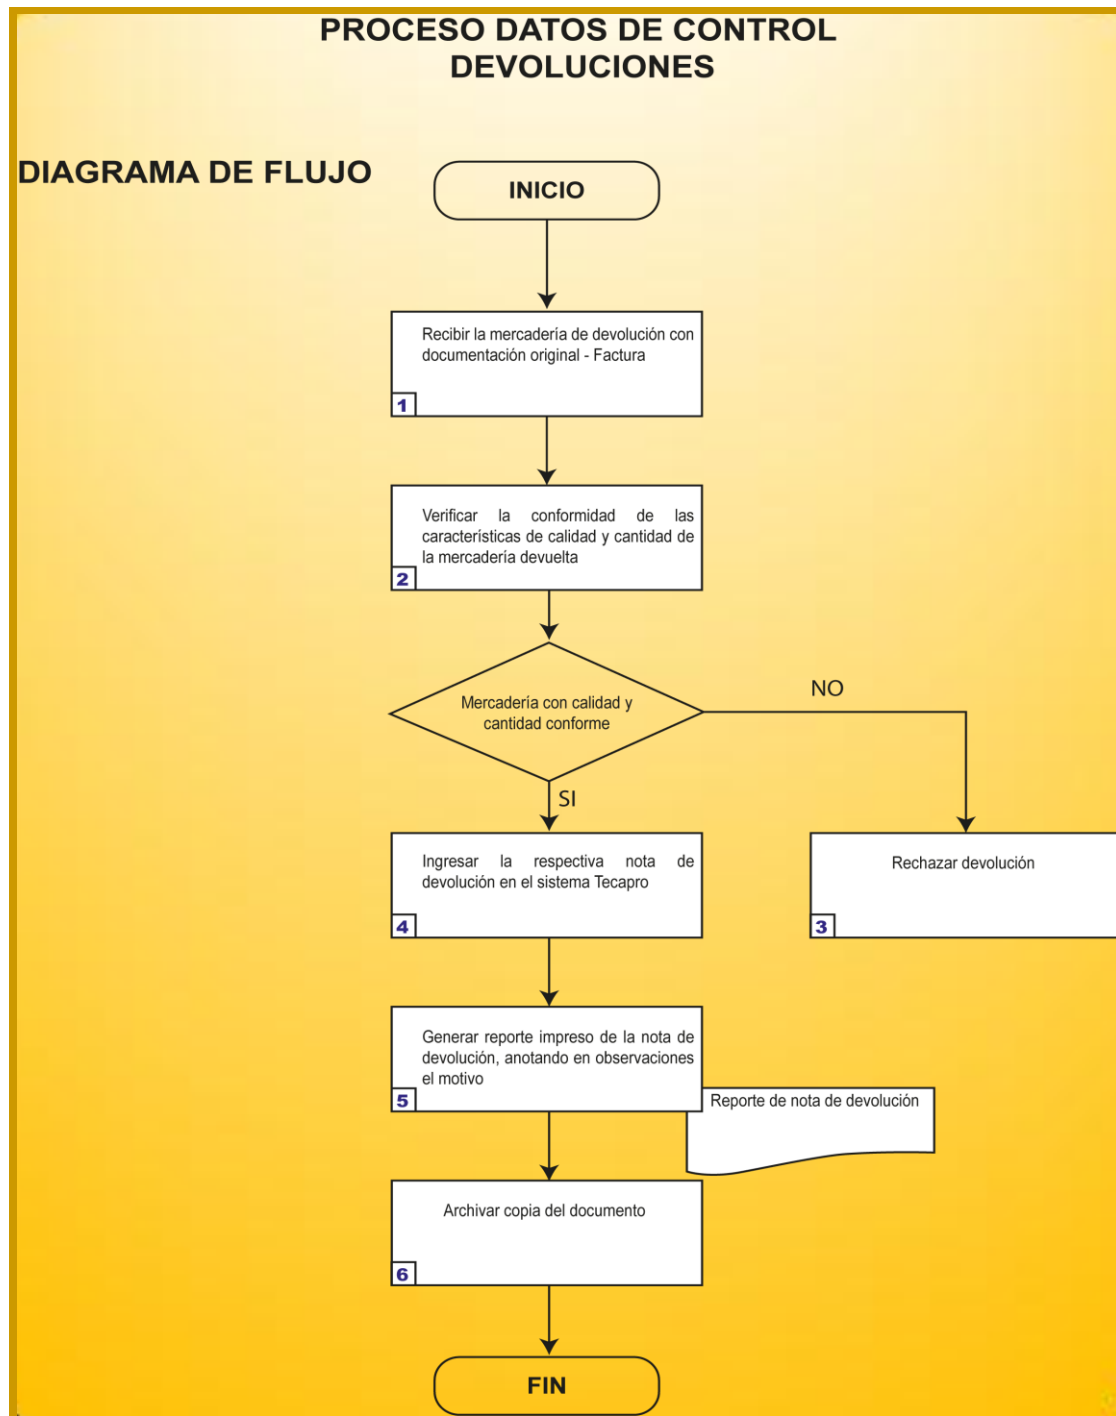 PROCESO DATOS DE CONTROL
DEVOLUCIONES
DIAGRAMA DE FLUJO
INICIO
Recibir la mercadería de devolución con
documentación original - Factura
1
Verificar la conformidad de las
características de calidad y cantidad de
la mercadería devuelta
2
Mercadería con calidad y
cantidad conforme
NO
SI
Ingresar la respectiva nota de
devolución en el sistema Tecapro
4
Rechazar devolución
3
Generar reporte impreso de la nota de
devolución, anotando en observaciones
el motivo
5
Reporte de nota de devolución
Archivar copia del documento
6
FIN